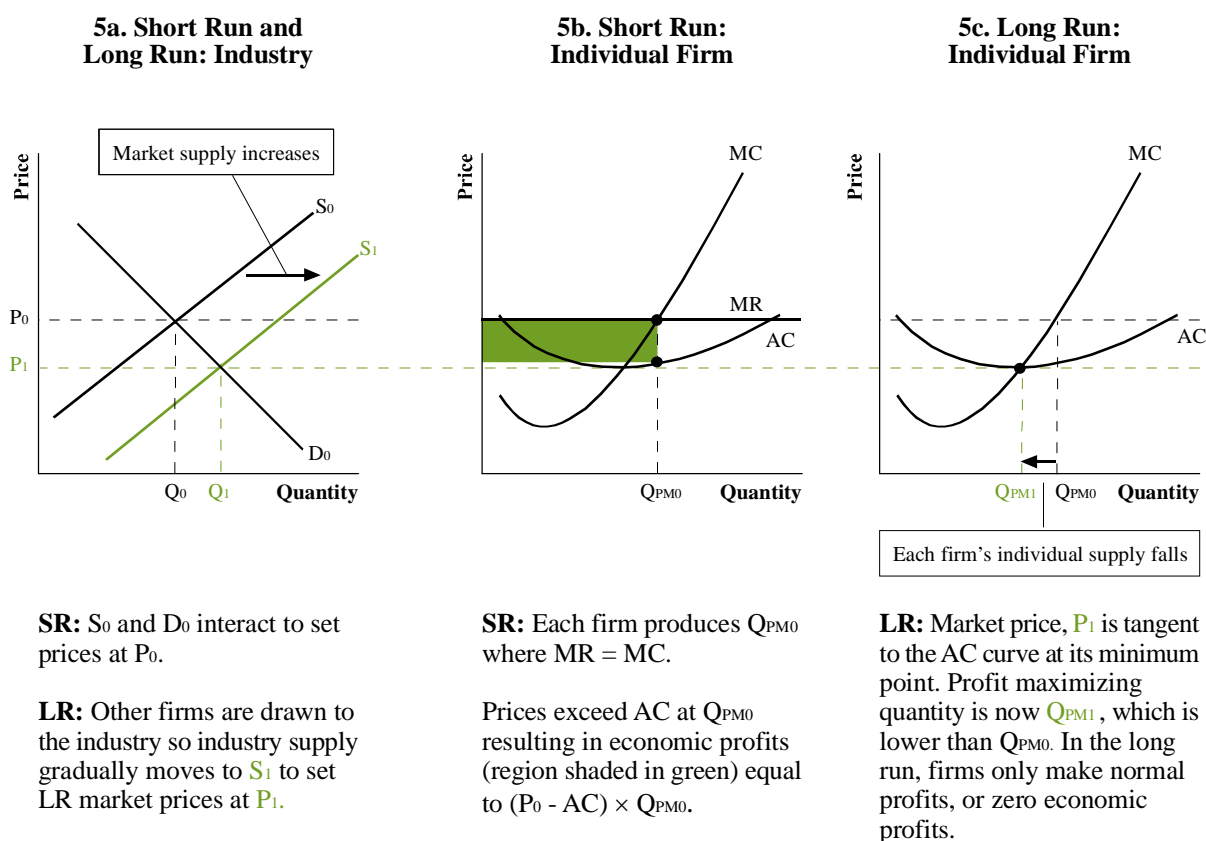 5a. Short Run and
Long Run: Industry
5b. Short Run:
Individual Firm
5c. Long Run:
Individual Firm
Price
Market supply increases
S0
S1
P0
P1
D0
Q0
Q1
Quantity
Price
MC
MR
AC
QPM0
Quantity
Price
MC
AC
QPM1
QPM0
Quantity
Each firm's individual supply falls
SR: S0 and D0 interact to set
prices at P0.
LR: Other firms are drawn to
the industry so industry supply
gradually moves to S1 to set
LR market prices at P1.
SR: Each firm produces QPM0
where MR = MC.
Prices exceed AC at QPM0
resulting in economic profits
(region shaded in green) equal
to (P0 - AC) × QPM0.
LR: Market price, P1 is tangent
to the AC curve at its minimum
point. Profit maximizing
quantity is now QPM1, which is
lower than QPM0. In the long
run, firms only make normal
profits, or zero economic
profits.